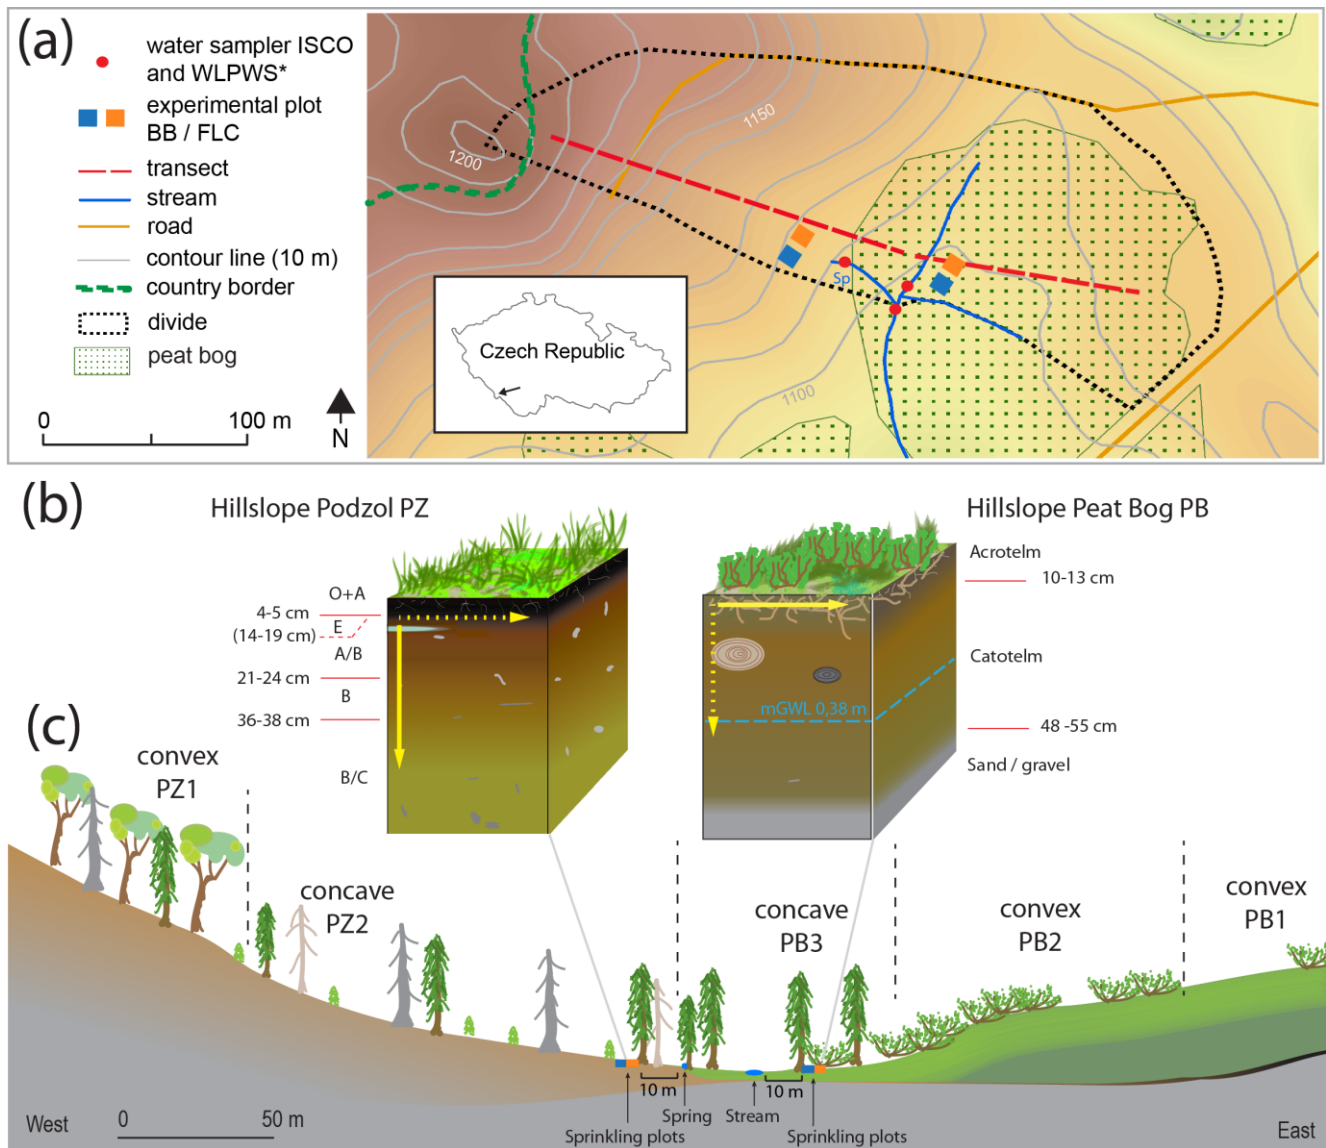 (a)
water sampler ISCO
and WLPWS*
experimental plot
BB / FLC
transect
stream
road
contour line (10 m)
country border
divide
peat bog
0 100 m
N
1200
1150
1100
Sp
Czech Republic
(b)
Hillslope Podzol PZ
O+A
4-5 cm
E
(14-19 cm)
A/B
21-24 cm
B
36-38 cm
B/C
Hillslope Peat Bog PB
Acrotelm
10-13 cm
Catotelm
mGWL 0,38 m
48 -55 cm
Sand / gravel
(c)
convex
PZ1
concave
PZ2
concave
PB3
convex
PB2
convex
PB1
10 m
10 m
Spring
Stream
Sprinkling plots
Sprinkling plots
West
0 50 m
East